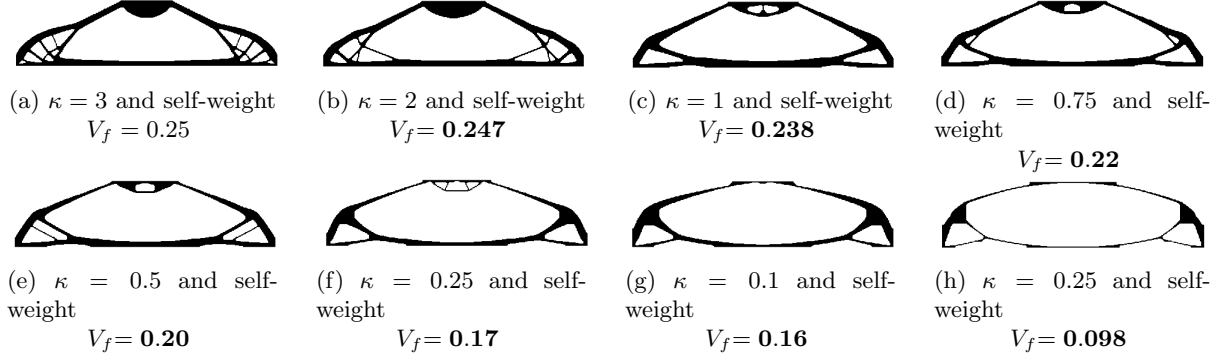 (a) κ = 3 and self-weight
V_f = 0.25
(b) κ = 2 and self-weight
V_f= 0.247
(c) κ = 1 and self-weight
V_f= 0.238
(d) κ = 0.75 and self-
weight
V_f= 0.22
(e) κ = 0.5 and self-
weight
V_f= 0.20
(f) κ = 0.25 and self-
weight
V_f= 0.17
(g) κ = 0.1 and self-
weight
V_f= 0.16
(h) κ = 0.25 and self-
weight
V_f= 0.098